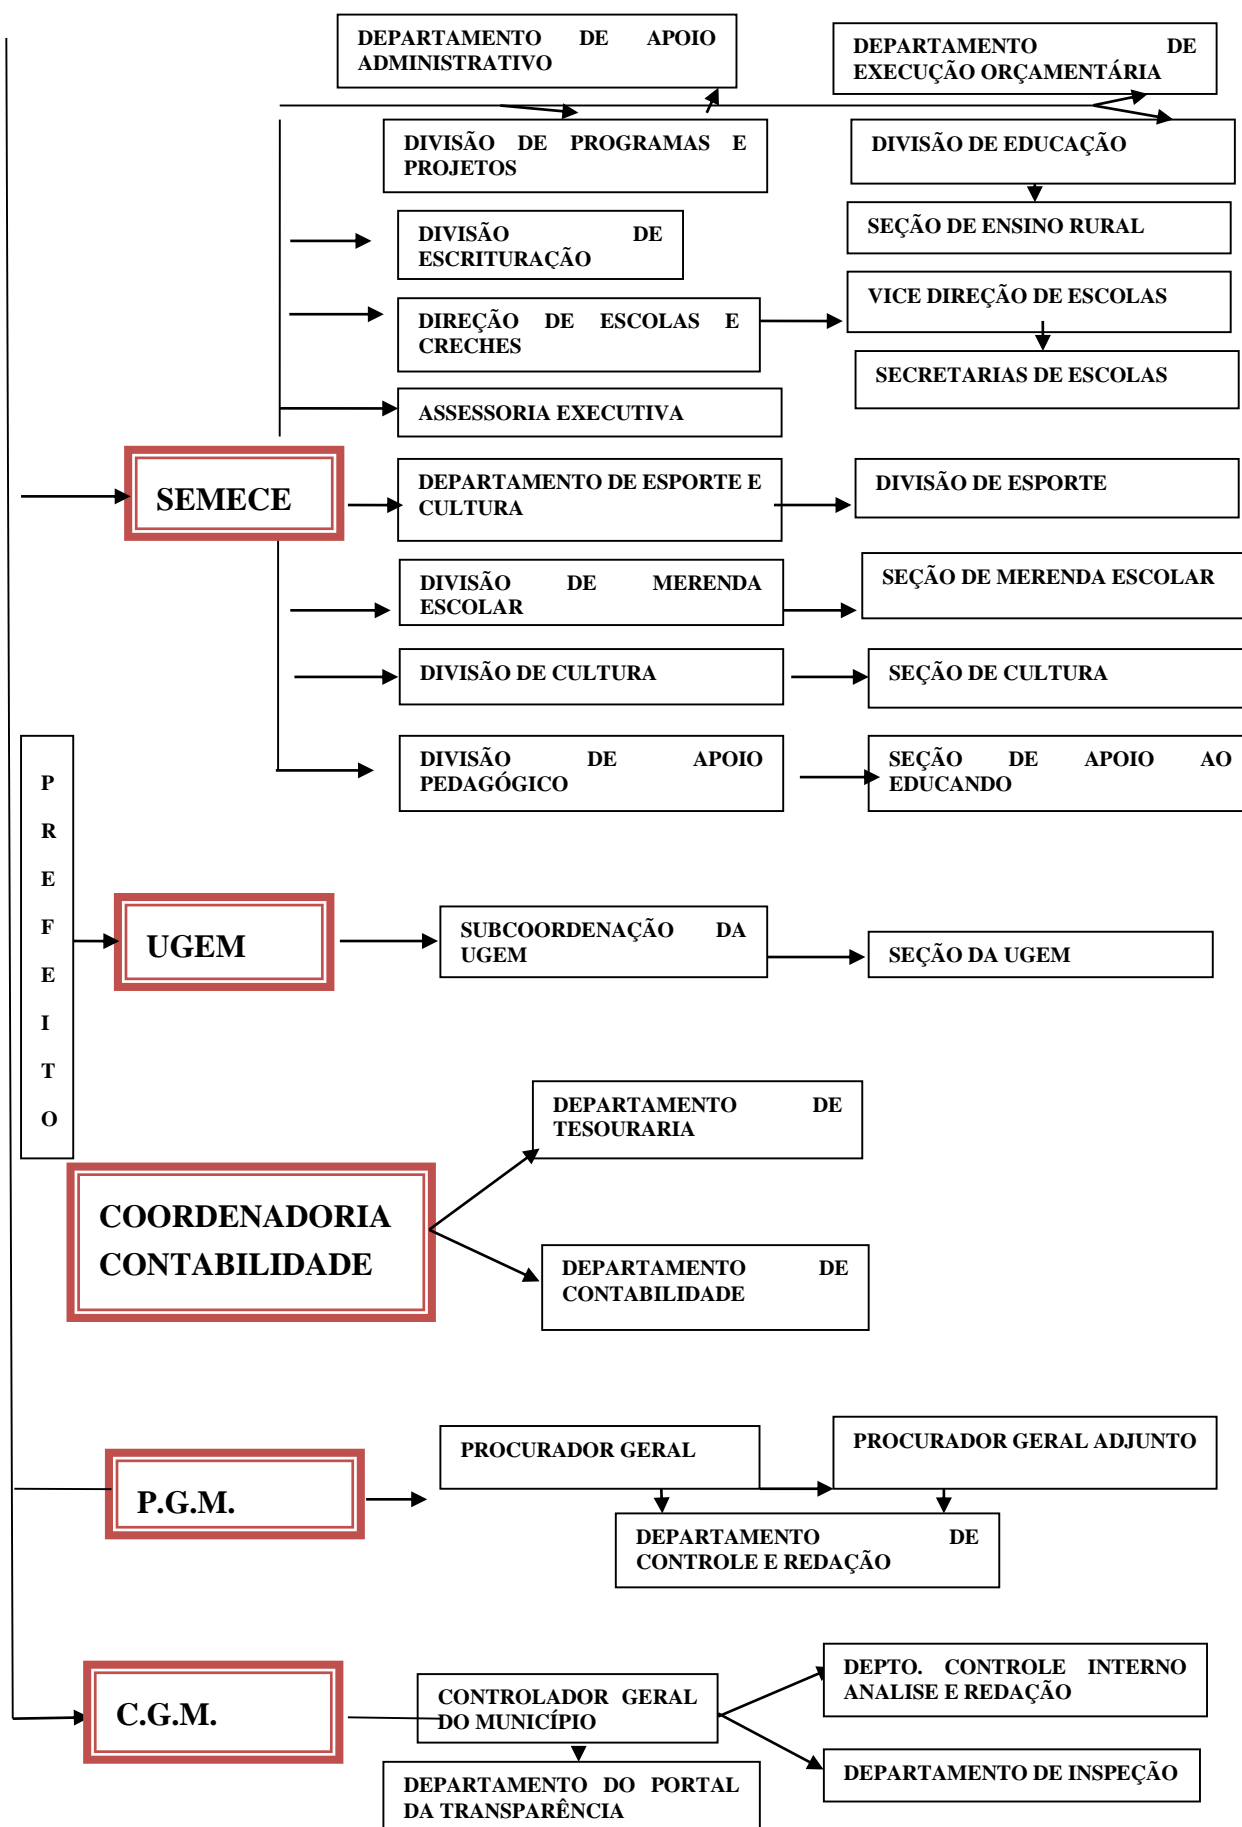 DEPARTAMENTO DE APOIO
ADMINISTRATIVO
DEPARTAMENTO DE
EXECUÇÃO ORÇAMENTÁRIA
DIVISÃO DE PROGRAMAS E
PROJETOS
DIVISÃO DE EDUCAÇÃO
DIVISÃO DE
ESCRITURAÇÃO
SEÇÃO DE ENSINO RURAL
DIREÇÃO DE ESCOLAS E
CRECHES
VICE DIREÇÃO DE ESCOLAS
SECRETARIAS DE ESCOLAS
ASSESSORIA EXECUTIVA
SEMECE
DEPARTAMENTO DE ESPORTE E
CULTURA
DIVISÃO DE ESPORTE
DIVISÃO DE MERENDA
ESCOLAR
SEÇÃO DE MERENDA ESCOLAR
DIVISÃO DE CULTURA
SEÇÃO DE CULTURA
DIVISÃO DE APOIO
PEDAGÓGICO
SEÇÃO DE APOIO AO
EDUCANDO
P
R
E
F
E
I
T
O
UGEM
SUBCOORDENAÇÃO DA
UGEM
SEÇÃO DA UGEM
DEPARTAMENTO DE
TESOURARIA
COORDENADORIA
CONTABILIDADE
DEPARTAMENTO DE
CONTABILIDADE
P.G.M.
PROCURADOR GERAL
PROCURADOR GERAL ADJUNTO
DEPARTAMENTO DE
CONTROLE E REDAÇÃO
C.G.M.
CONTROLADOR GERAL
DO MUNICÍPIO
DEPTO. CONTROLE INTERNO
ANALISE E REDAÇÃO
DEPARTAMENTO DE INSPEÇÃO
DEPARTAMENTO DO PORTAL
DA TRANSPARÊNCIA